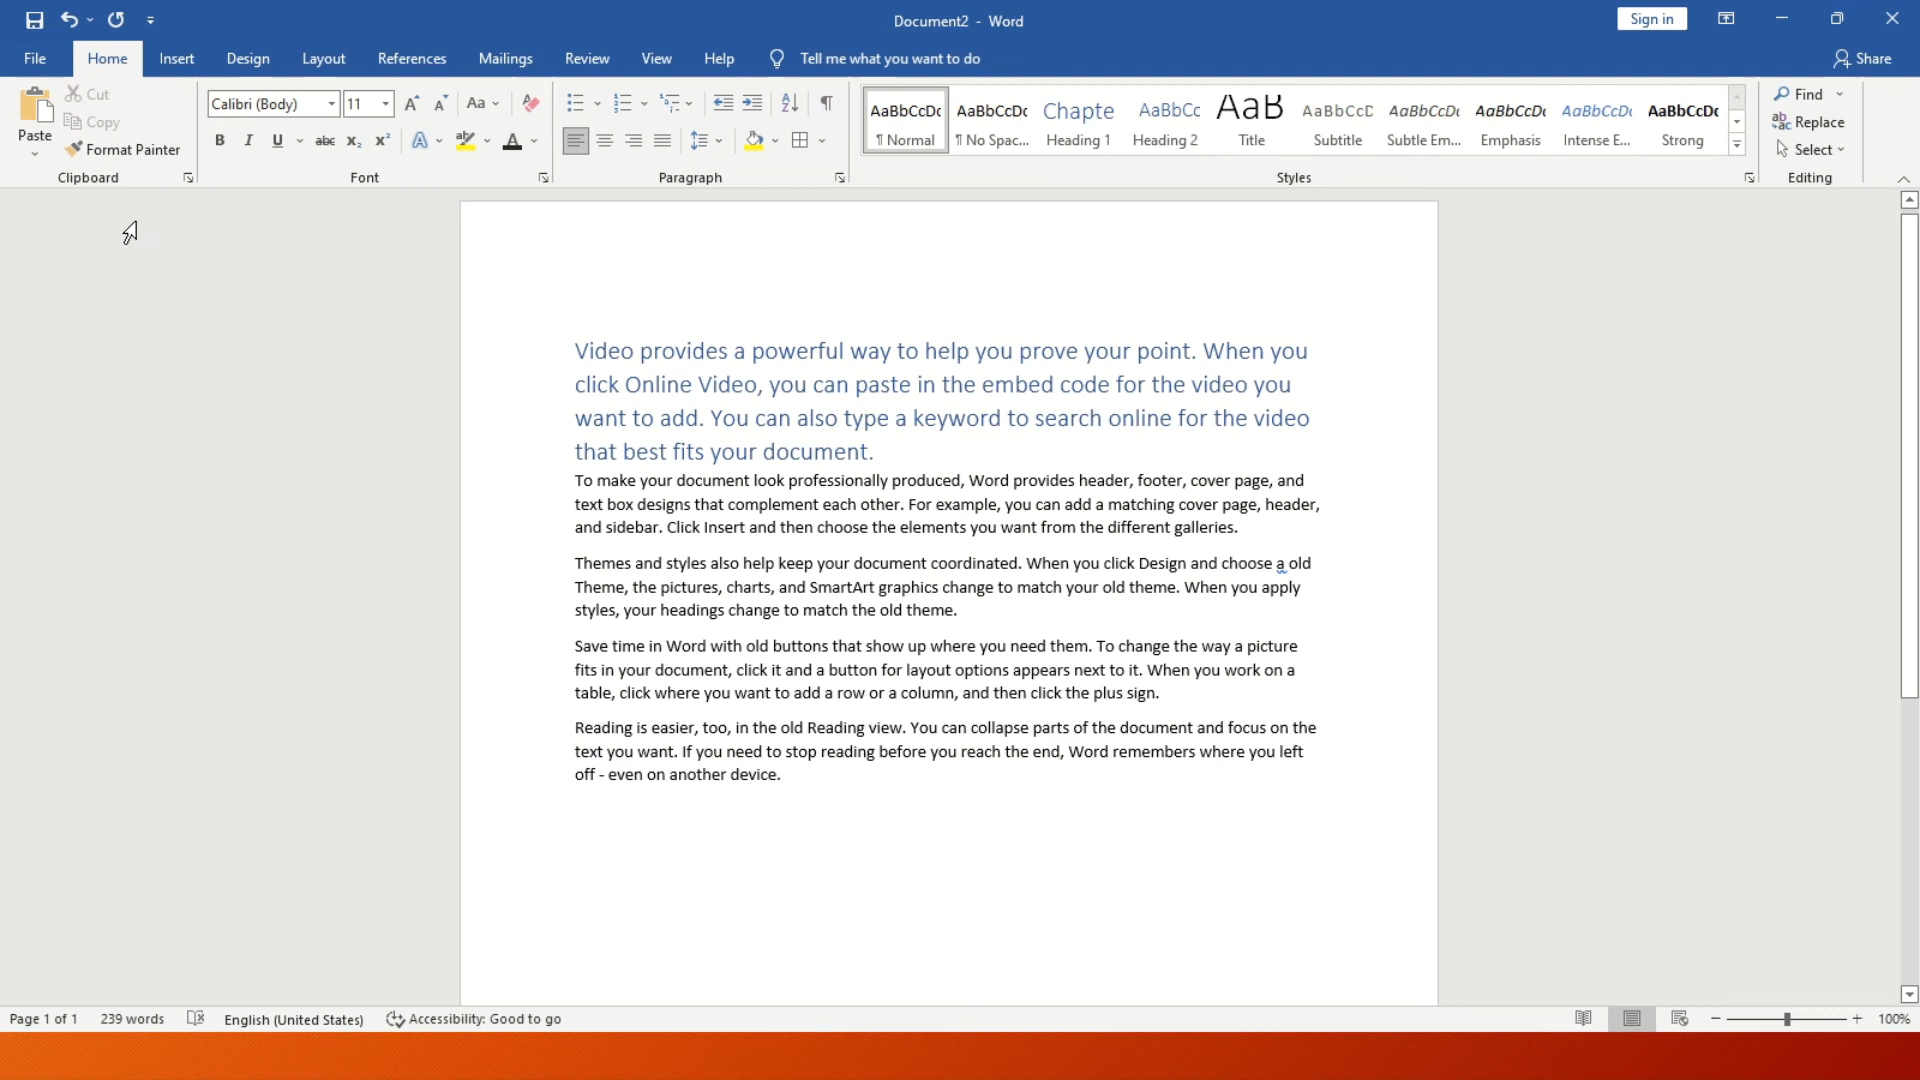 Document2 - Word
Sign in
File Home Insert Design Layout References Mailings Review View Help Tell me what you want to do Share
Paste
Cut
Copy
Format Painter
Clipboard
Calibri (Body) 11
Font
Paragraph
AaBbCcDc AaBbCcDc Chapte AaBbCc AaB AaBbCcD AaBbCcDc AaBbCcDc AaBbCcDc AaBbCcDc
¶ Normal ¶ No Spac... Heading 1 Heading 2 Title Subtitle Subtle Em... Emphasis Intense E... Strong
Styles
Find
Replace
Select
Editing
Video provides a powerful way to help you prove your point. When you
click Online Video, you can paste in the embed code for the video you
want to add. You can also type a keyword to search online for the video
that best fits your document.
To make your document look professionally produced, Word provides header, footer, cover page, and
text box designs that complement each other. For example, you can add a matching cover page, header,
and sidebar. Click Insert and then choose the elements you want from the different galleries.
Themes and styles also help keep your document coordinated. When you click Design and choose a old
Theme, the pictures, charts, and SmartArt graphics change to match your old theme. When you apply
styles, your headings change to match the old theme.
Save time in Word with old buttons that show up where you need them. To change the way a picture
fits in your document, click it and a button for layout options appears next to it. When you work on a
table, click where you want to add a row or a column, and then click the plus sign.
Reading is easier, too, in the old Reading view. You can collapse parts of the document and focus on the
text you want. If you need to stop reading before you reach the end, Word remembers where you left
off - even on another device.
Page 1 of 1 239 words English (United States) Accessibility: Good to go 100%